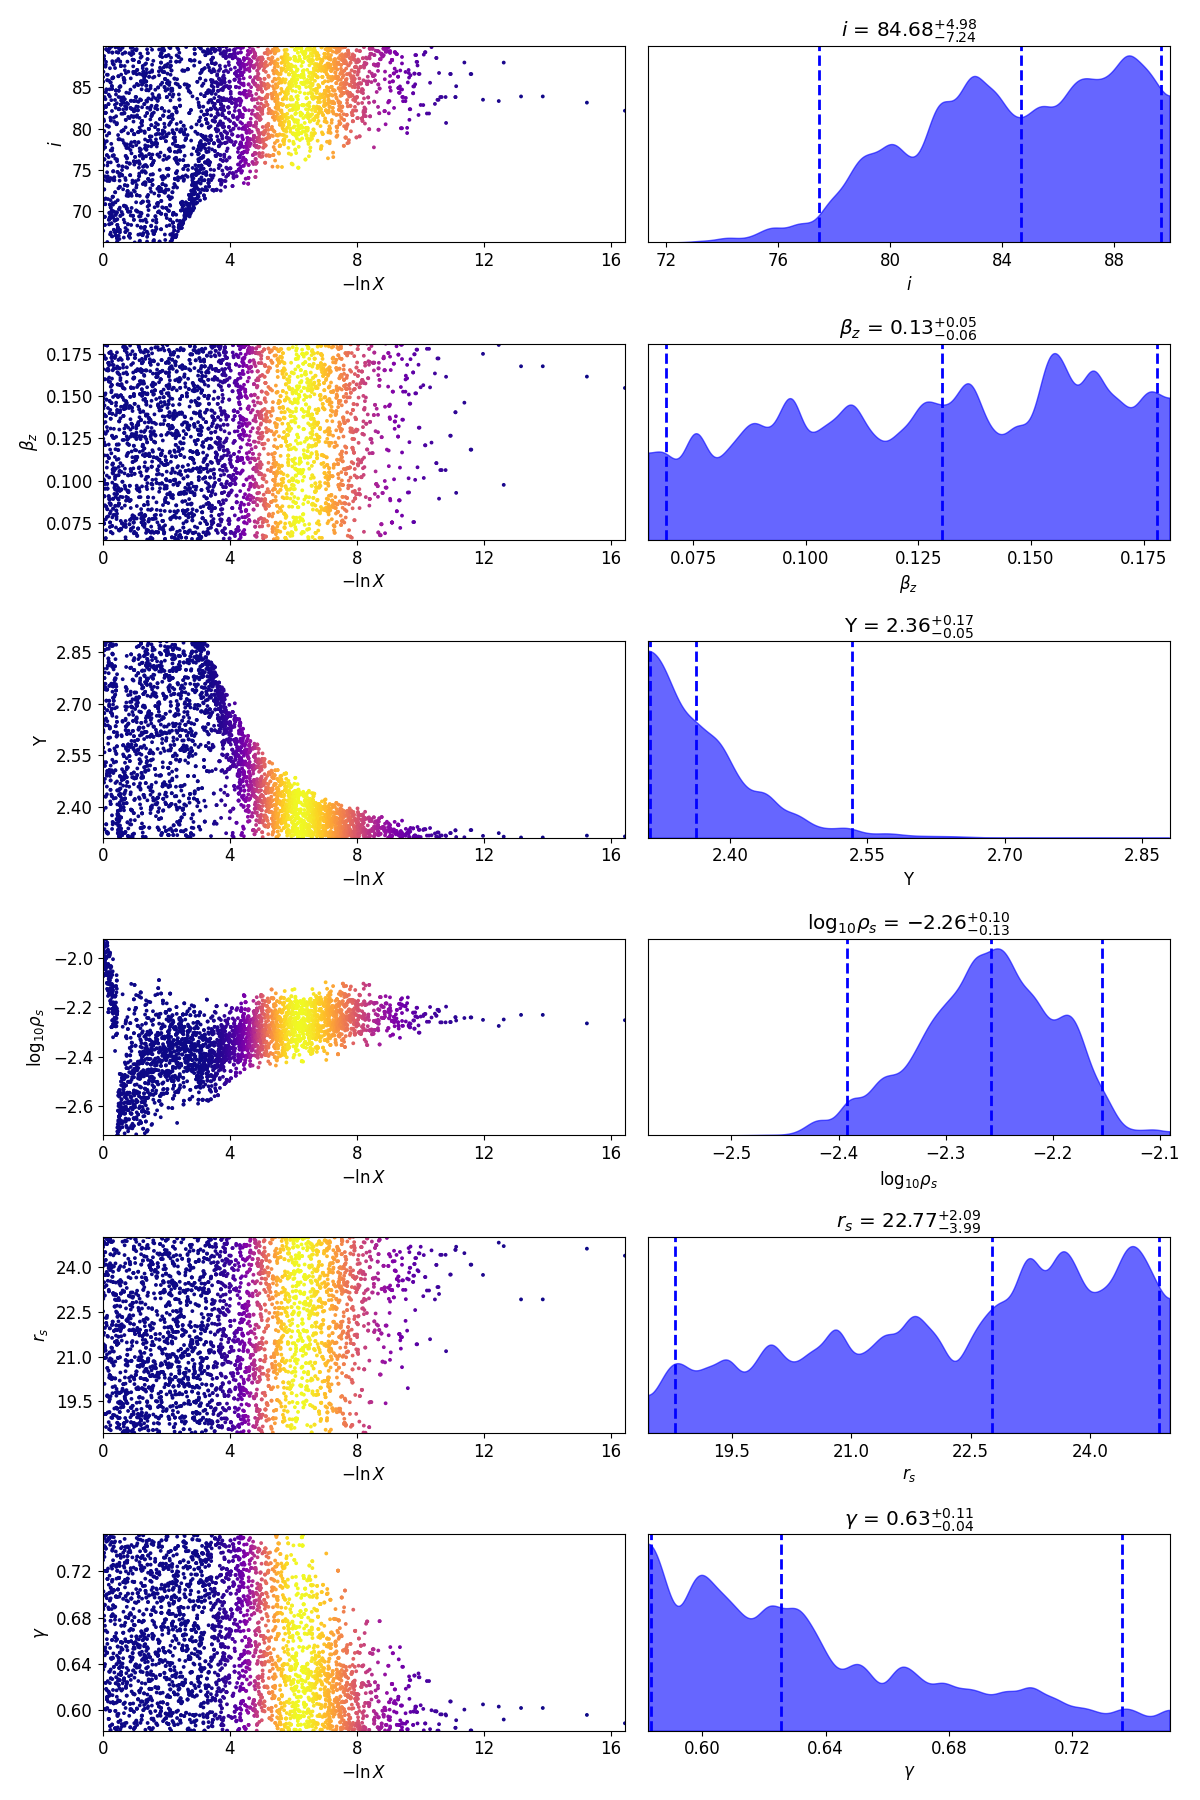 i = 84.68+4.98 −7.24
85
80
75
70
i
0 4 8 12 16
−ln X
72 76 80 84 88
i
βz = 0.13+0.05 −0.06
0.175
0.150
0.125
0.100
0.075
βz
0 4 8 12 16
−ln X
0.075 0.100 0.125 0.150 0.175
βz
Y = 2.36+0.17 −0.05
2.85
2.70
2.55
2.40
Y
0 4 8 12 16
−ln X
2.40 2.55 2.70 2.85
Y
log10ρs = −2.26+0.10 −0.13
−2.0
−2.2
−2.4
−2.6
log10ρs
0 4 8 12 16
−ln X
−2.5 −2.4 −2.3 −2.2 −2.1
log10ρs
rs = 22.77+2.09 −3.99
24.0
22.5
21.0
19.5
rs
0 4 8 12 16
−ln X
19.5 21.0 22.5 24.0
rs
γ = 0.63+0.11 −0.04
0.72
0.68
0.64
0.60
γ
0 4 8 12 16
−ln X
0.60 0.64 0.68 0.72
γ